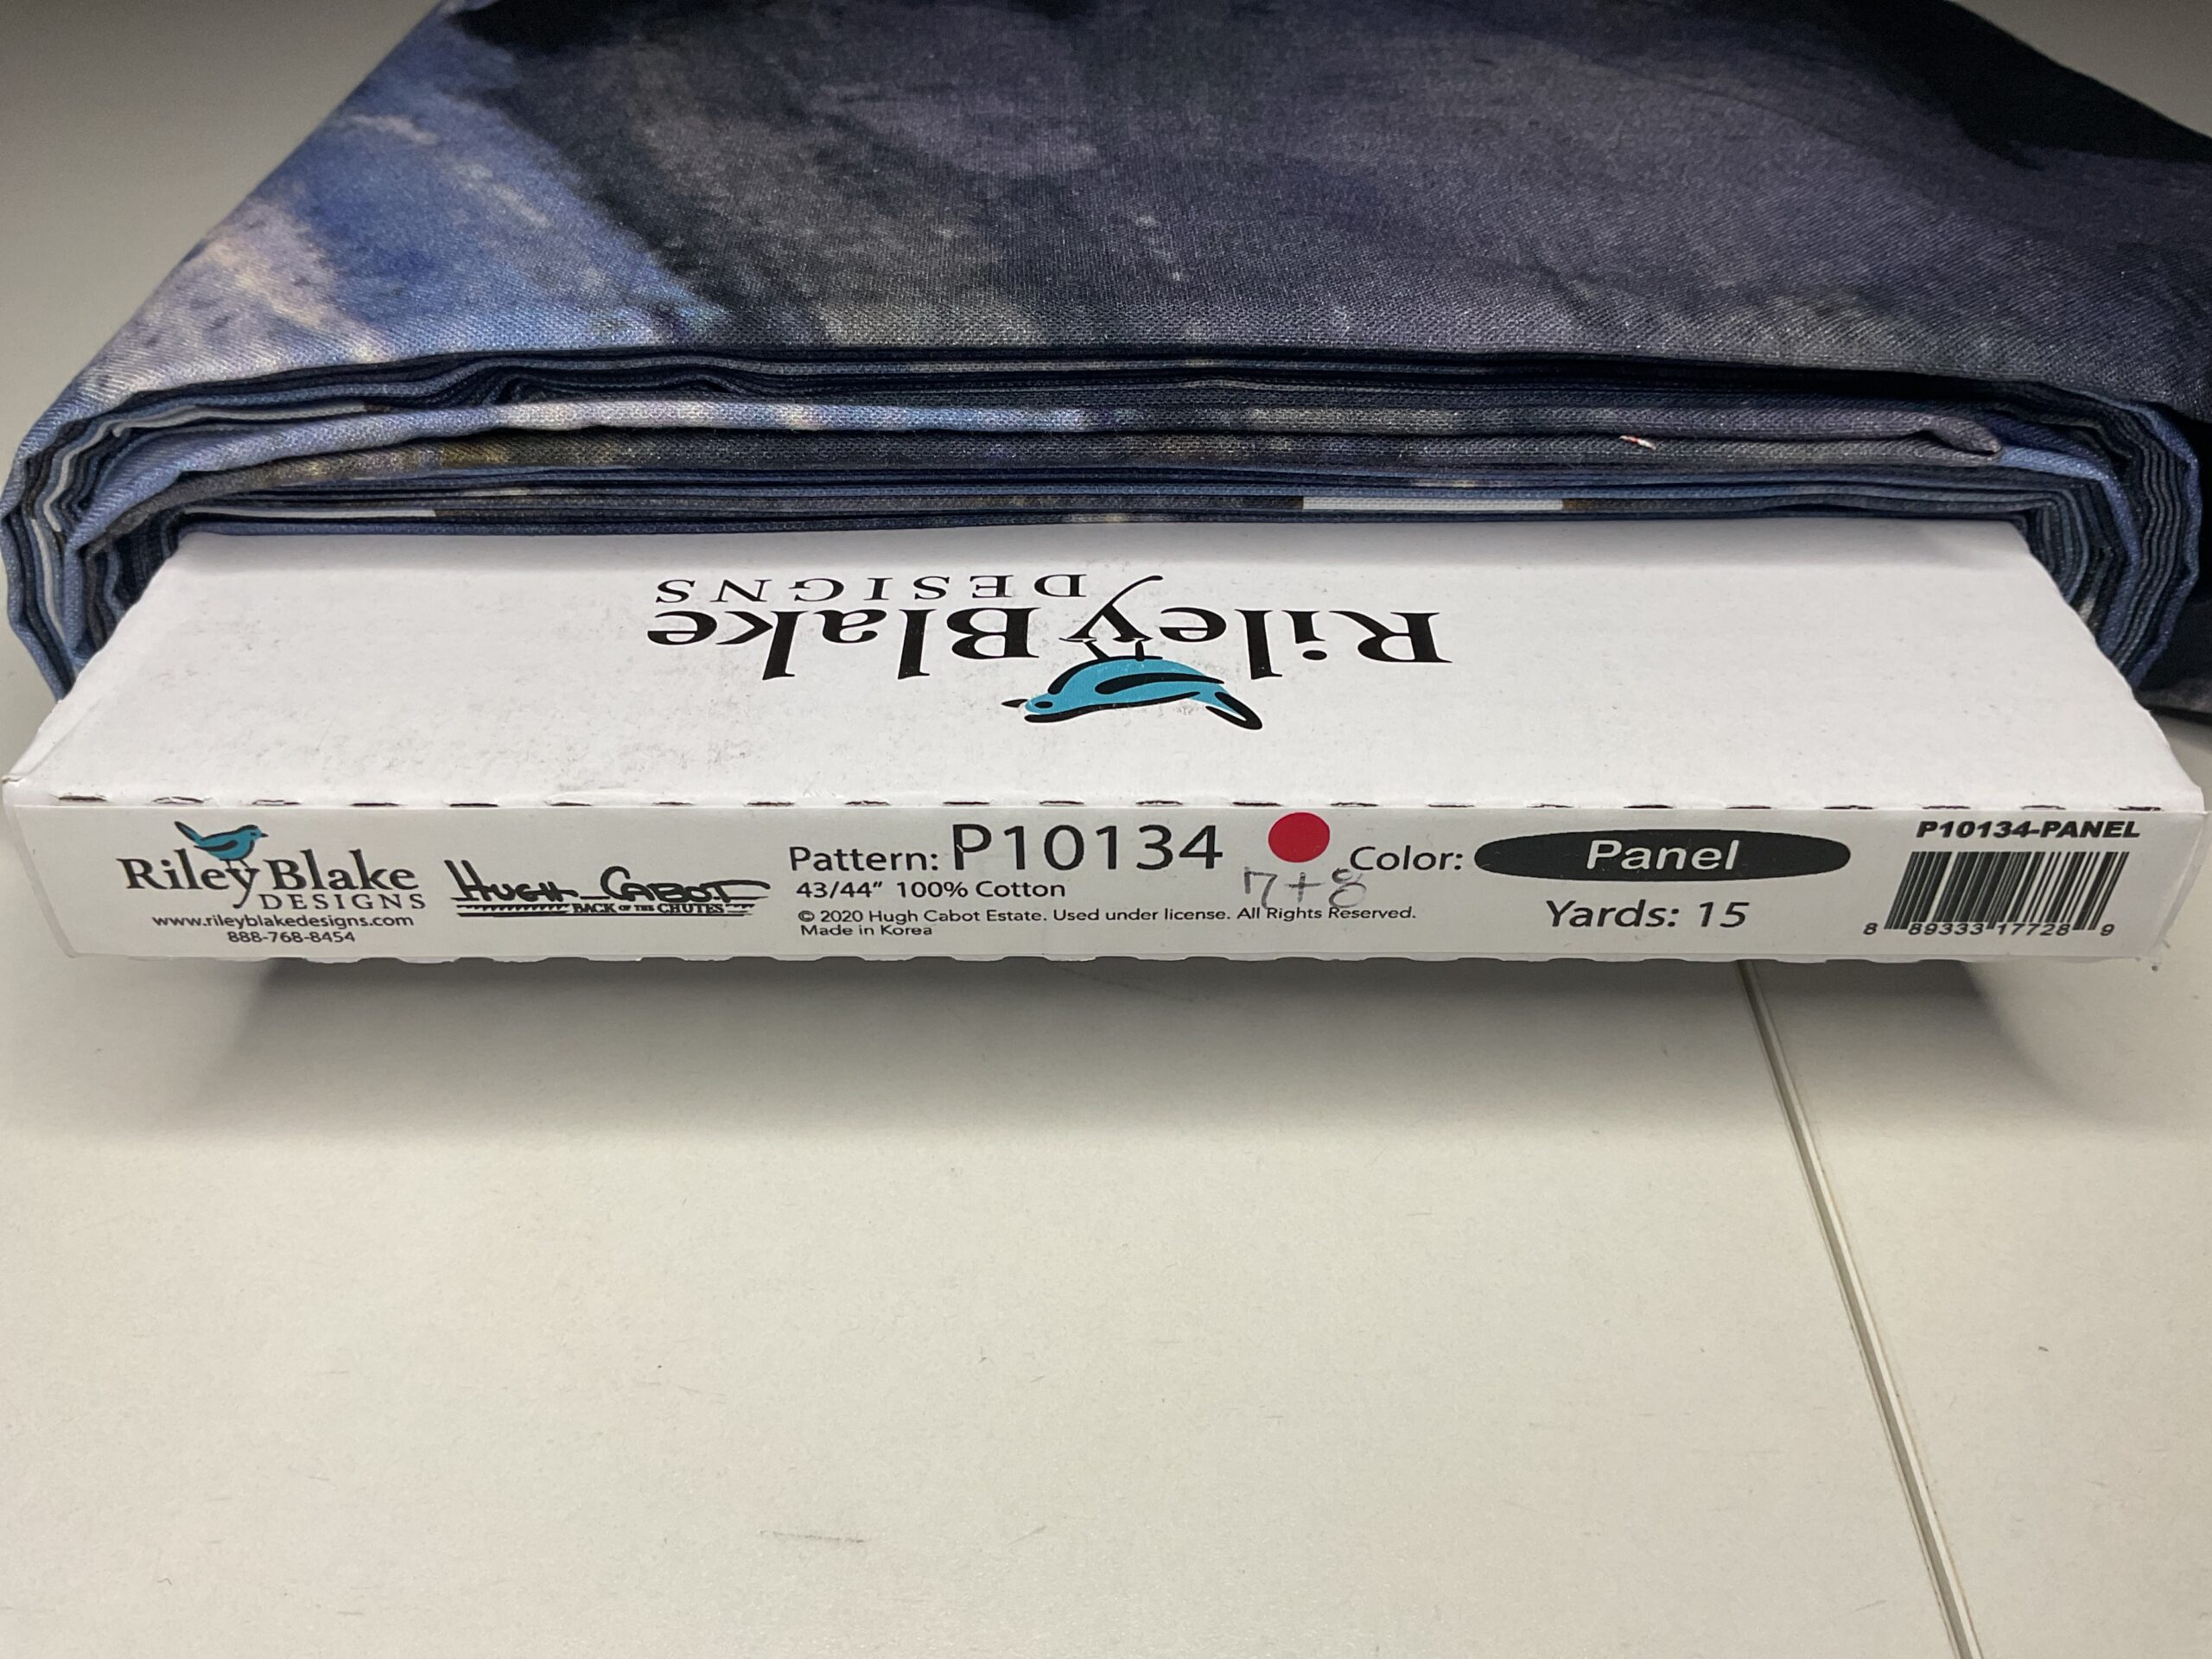 Riley Blake
DESIGNS
Riley Blake
DESIGNS
www.rileyblakedesigns.com
888-768-8454
HUGH CABOT
BACK OF THE CHUTES
Pattern: P10134
43/44" 100% Cotton
7+8
© 2020 Hugh Cabot Estate. Used under license. All Rights Reserved.
Made in Korea
Color: Panel
Yards: 15
P10134-PANEL
8 89333 17728 9